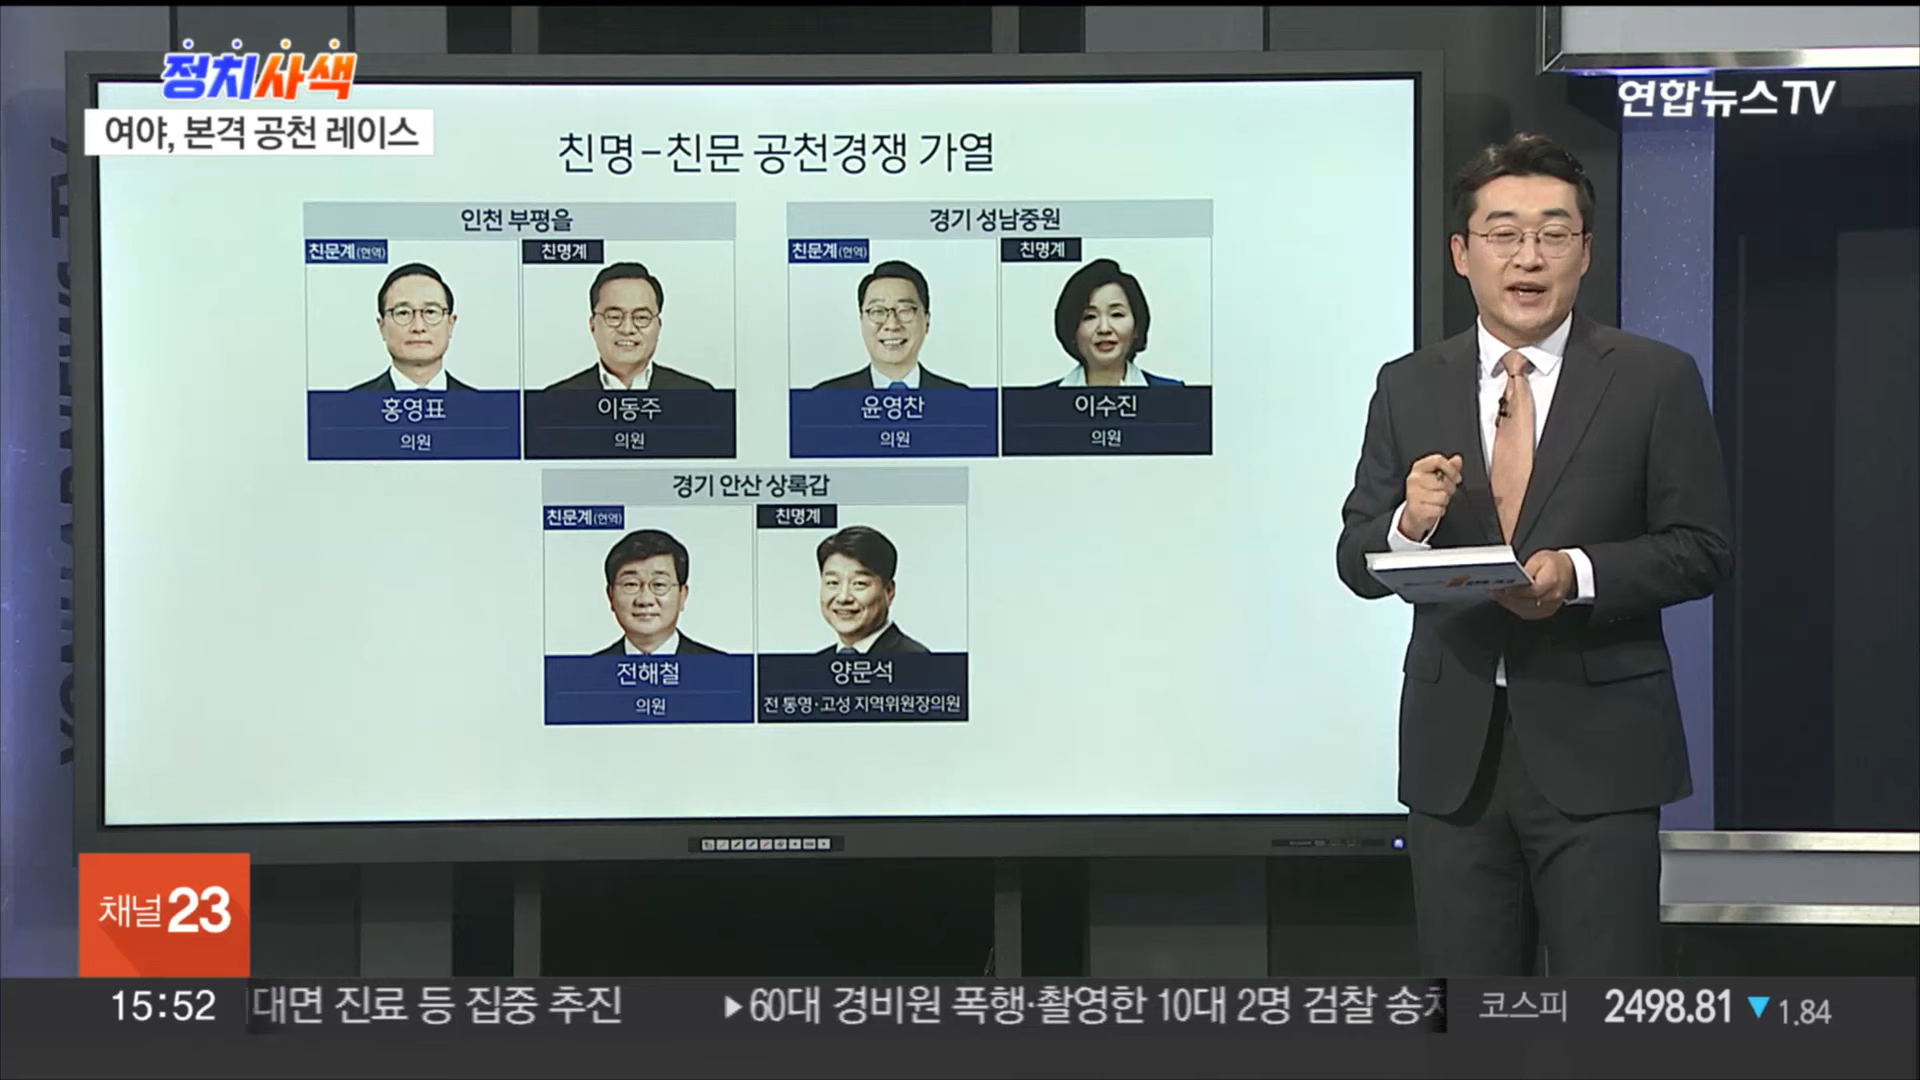 정치사색
여야, 본격 공천 레이스
연합뉴스TV
친명-친문 공천경쟁 가열
인천 부평을
친문계(현역)
친명계
홍영표
의원
이동주
의원
경기 성남중원
친문계(현역)
친명계
윤영찬
의원
이수진
의원
경기 안산 상록갑
친문계(현역)
친명계
전해철
의원
양문석
전 통영·고성 지역위원장의원
채널 23
15:52
대면 진료 등 집중 추진 ▶60대 경비원 폭행·촬영한 10대 2명 검찰
코스피 2498.81 ▼1.84